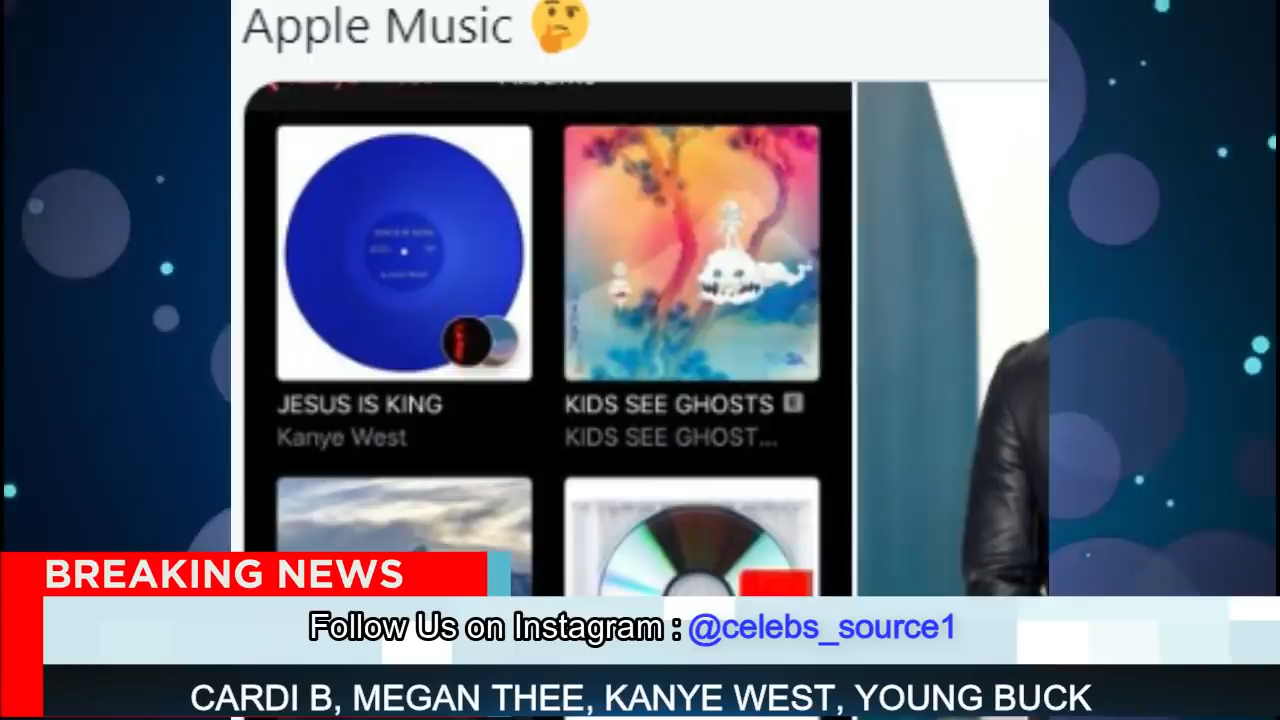 Apple Music
JESUS IS KING
Kanye West
KIDS SEE GHOSTS E
KIDS SEE GHOST...
BREAKING NEWS
Follow Us on Instagram : @celebs_source1
CARDI B, MEGAN THEE, KANYE WEST, YOUNG BUCK